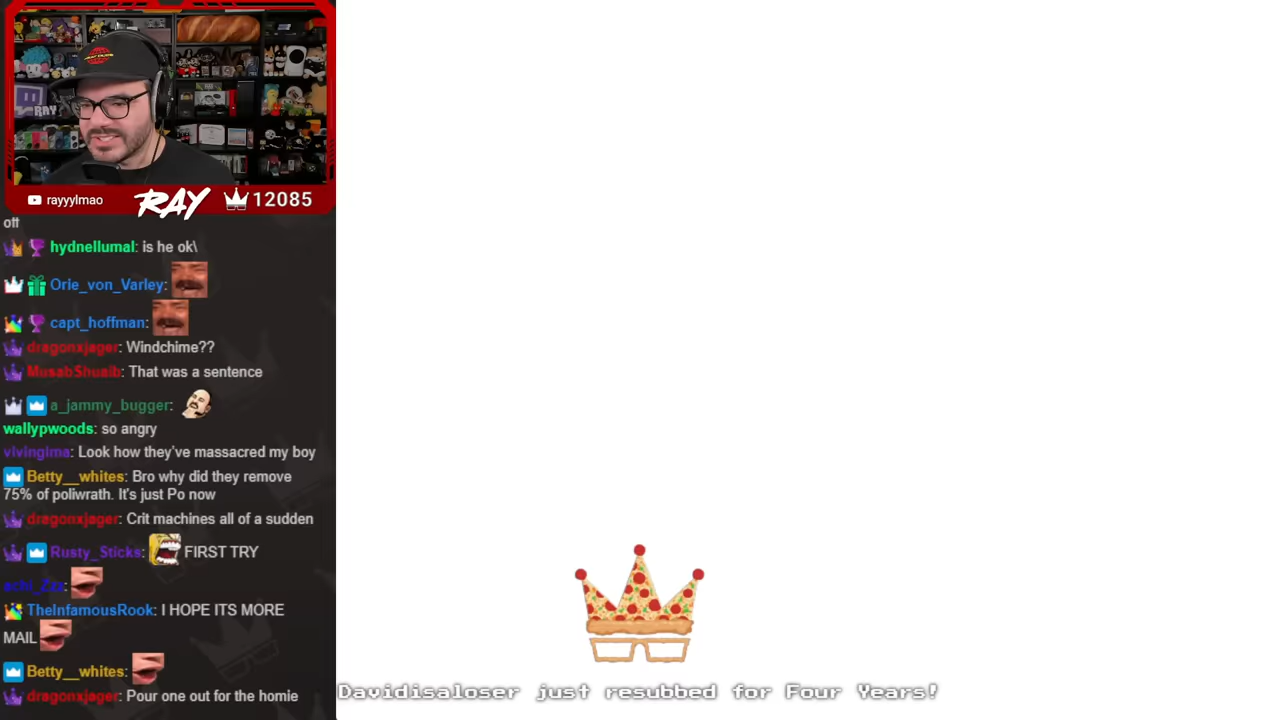 rayyylmao RAY 12085
off
hydnellumal: is he ok\
Orie_von_Varley:
capt_hoffman:
dragonxjager: Windchime??
MusabShuaib: That was a sentence
a_jammy_bugger:
wallypwoods: so angry
vivingima: Look how they've massacred my boy
Betty__whites: Bro why did they remove
75% of poliwrath. It's just Po now
dragonxjager: Crit machines all of a sudden
Rusty_Sticks: FIRST TRY
achi_Zzz:
TheInfamousRook: I HOPE ITS MORE
MAIL
Betty__whites:
dragonxjager: Pour one out for the homie
Davidisaloser just resubbed for Four Years!